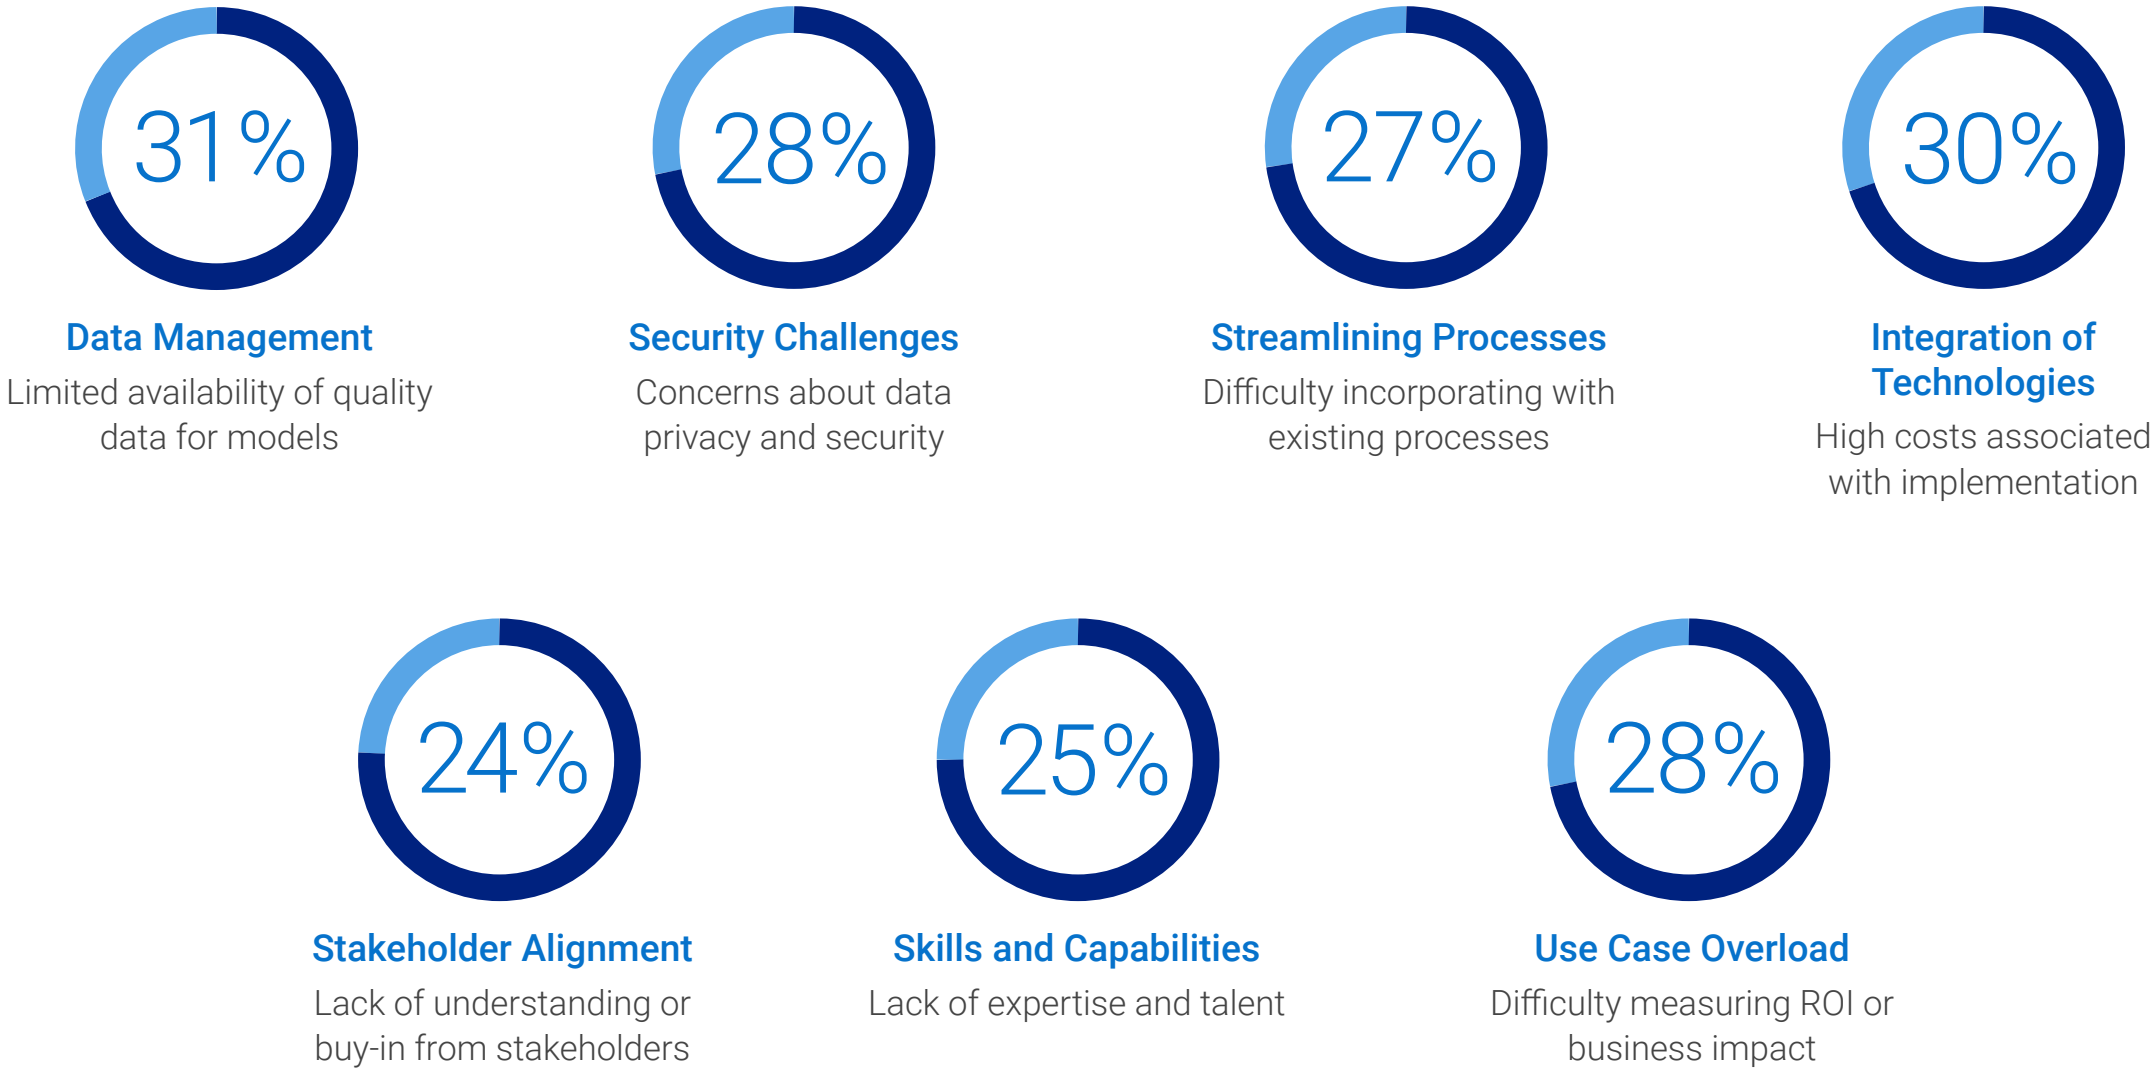 31%
Data Management
Limited availability of quality
data for models
28%
Security Challenges
Concerns about data
privacy and security
27%
Streamlining Processes
Difficulty incorporating with
existing processes
30%
Integration of
Technologies
High costs associated
with implementation
24%
Stakeholder Alignment
Lack of understanding or
buy-in from stakeholders
25%
Skills and Capabilities
Lack of expertise and talent
28%
Use Case Overload
Difficulty measuring ROI or
business impact